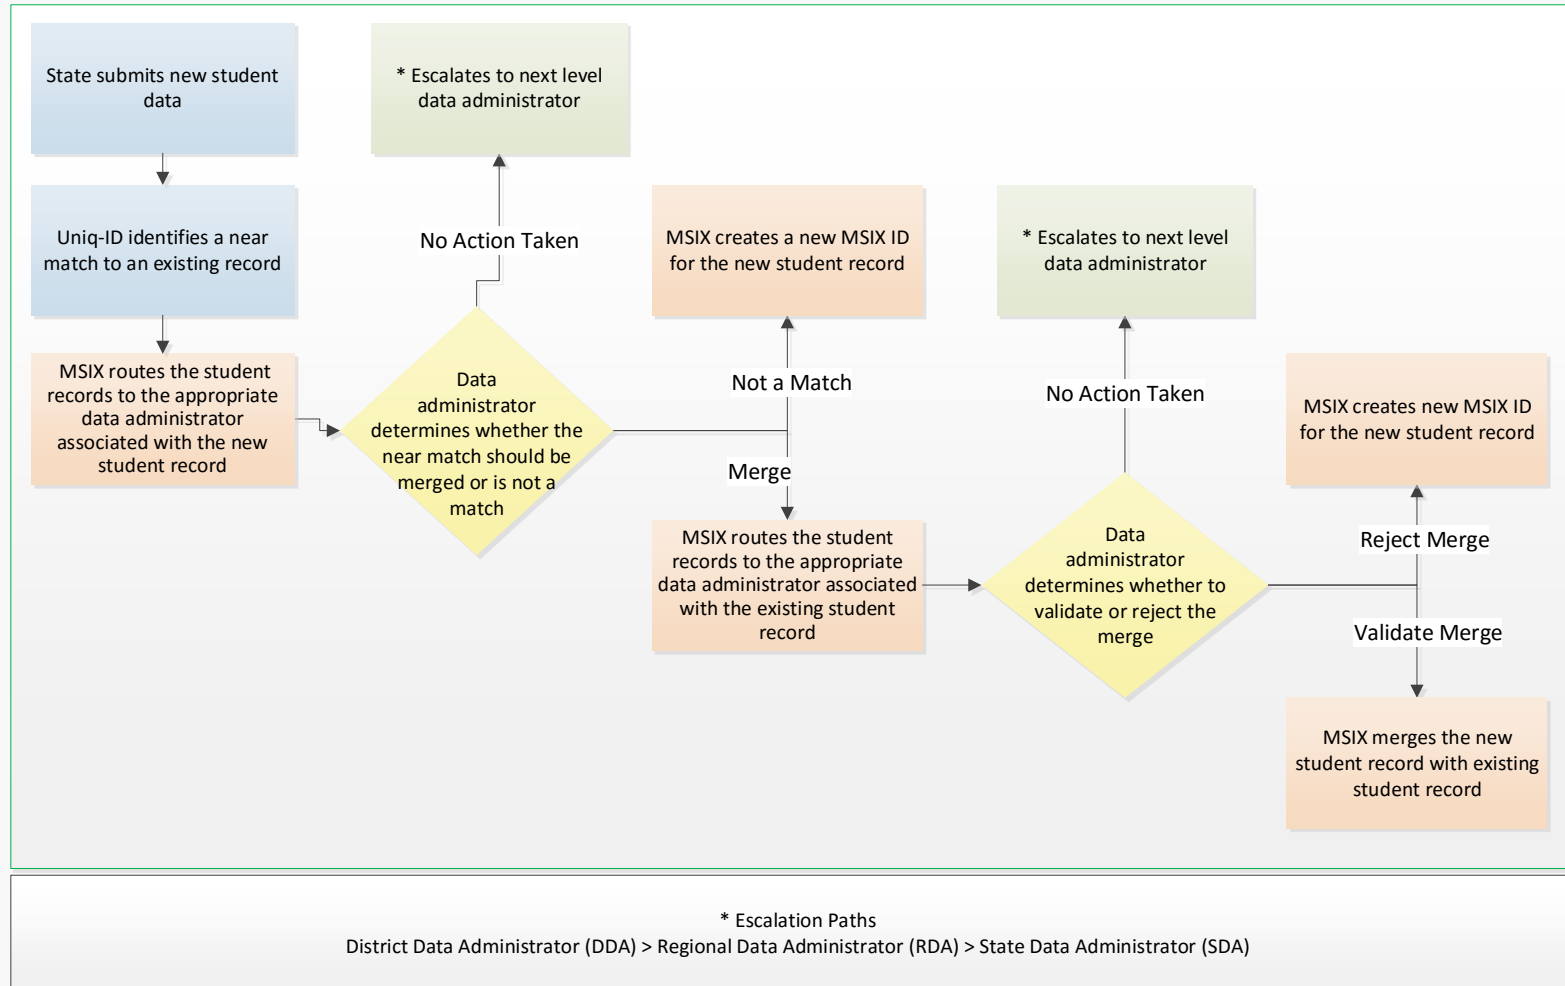 State submits new student
data
* Escalates to next level
data administrator
Uniq-ID identifies a near
match to an existing record
No Action Taken
MSIX creates a new MSIX ID
for the new student record
* Escalates to next level
data administrator
MSIX routes the student
records to the appropriate
data administrator
associated with the new
student record
Data
administrator
determines whether the
near match should be
merged or is not a
match
Not a Match
Merge
No Action Taken
MSIX creates new MSIX ID
for the new student record
MSIX routes the student
records to the appropriate
data administrator associated
with the existing student
record
Data
administrator
determines whether to
validate or reject the
merge
Reject Merge
Validate Merge
MSIX merges the new
student record with existing
student record
* Escalation Paths
District Data Administrator (DDA) > Regional Data Administrator (RDA) > State Data Administrator (SDA)